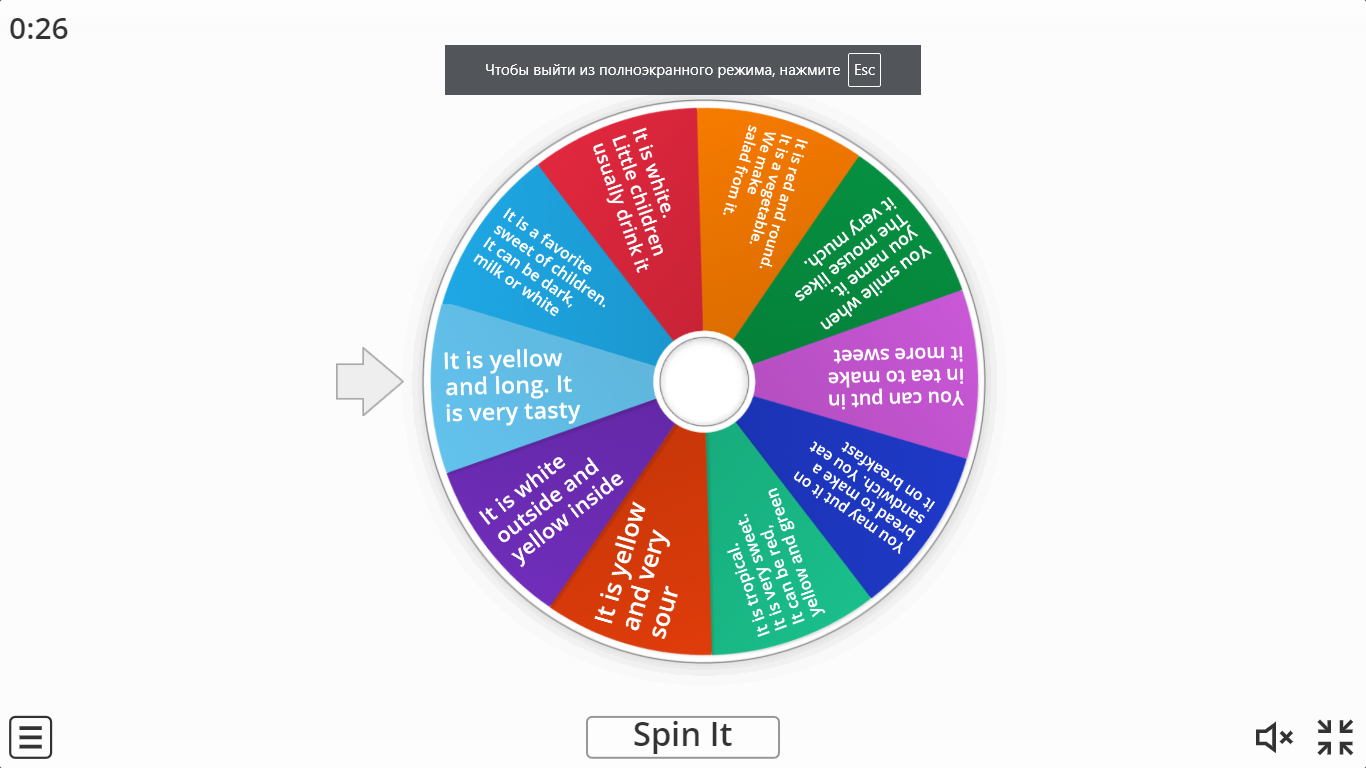 0:26
Чтобы выйти из полноэкранного режима, нажмите Esc
It is white.
Little children
usually drink it
It is red and round.
It is a vegetable.
We make
salad from it.
You smile when
you name it.
The mouse likes
it very much.
You can put in
in tea to make
it more sweet
You may put it on
bread to make a
sandwich. You eat
it on breakfast
It is tropical.
It is very sweet.
It can be red,
yellow and green
It is yellow
and very
sour
It is white
outside and
yellow inside
It is yellow
and long. It
is very tasty
It is a favorite
sweet of children.
It can be dark,
milk or white
Spin It